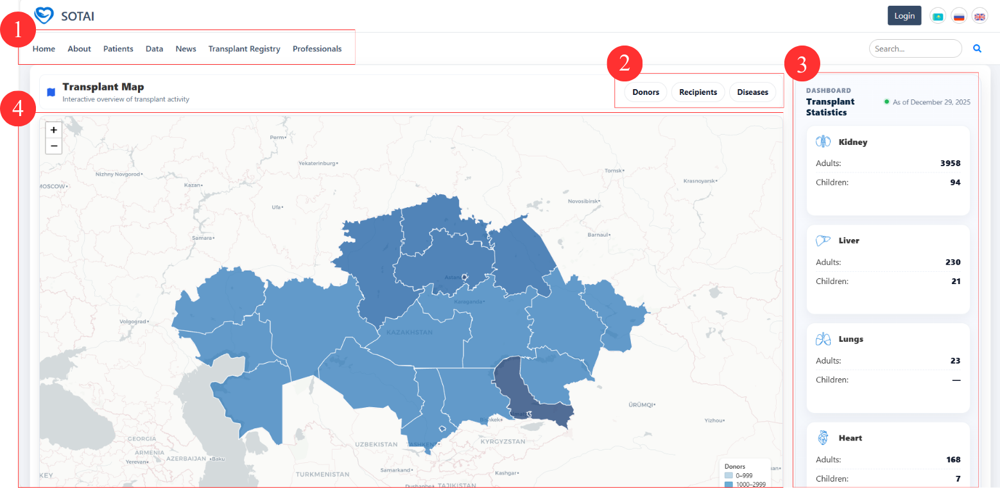 SOTAI
Login
1
Home About Patients Data News Transplant Registry Professionals
Search...
2
3
Transplant Map
Interactive overview of transplant activity
Donors Recipients Diseases
DASHBOARD
Transplant
Statistics
As of December 29, 2025
4
+
−
Perm
Yekaterinburg
Nizhny Novgorod
Tomsk
MOSCOW
Kazan
Krasnoyarsk
Ufa
Novosibirsk
Samara
Barnaul
Astana
Karaganda
Volgograd
KAZAKHSTAN
ÜRÜMQI
Almaty
Bishkek
Yizhou
GEORGIA
UZBEKISTAN
TASHKENT
KYRGYZSTAN
ARMENIA
Yerevan
AZERBAIJAN
Baku
TURKMENISTAN
Samarkand
Kashgar
KEY
Dushanbe
TAJIKISTAN
Donors
0–999
1000–2999
Kidney
Adults: 3958
Children: 94
Liver
Adults: 230
Children: 21
Lungs
Adults: 23
Children: —
Heart
Adults: 168
Children: 7